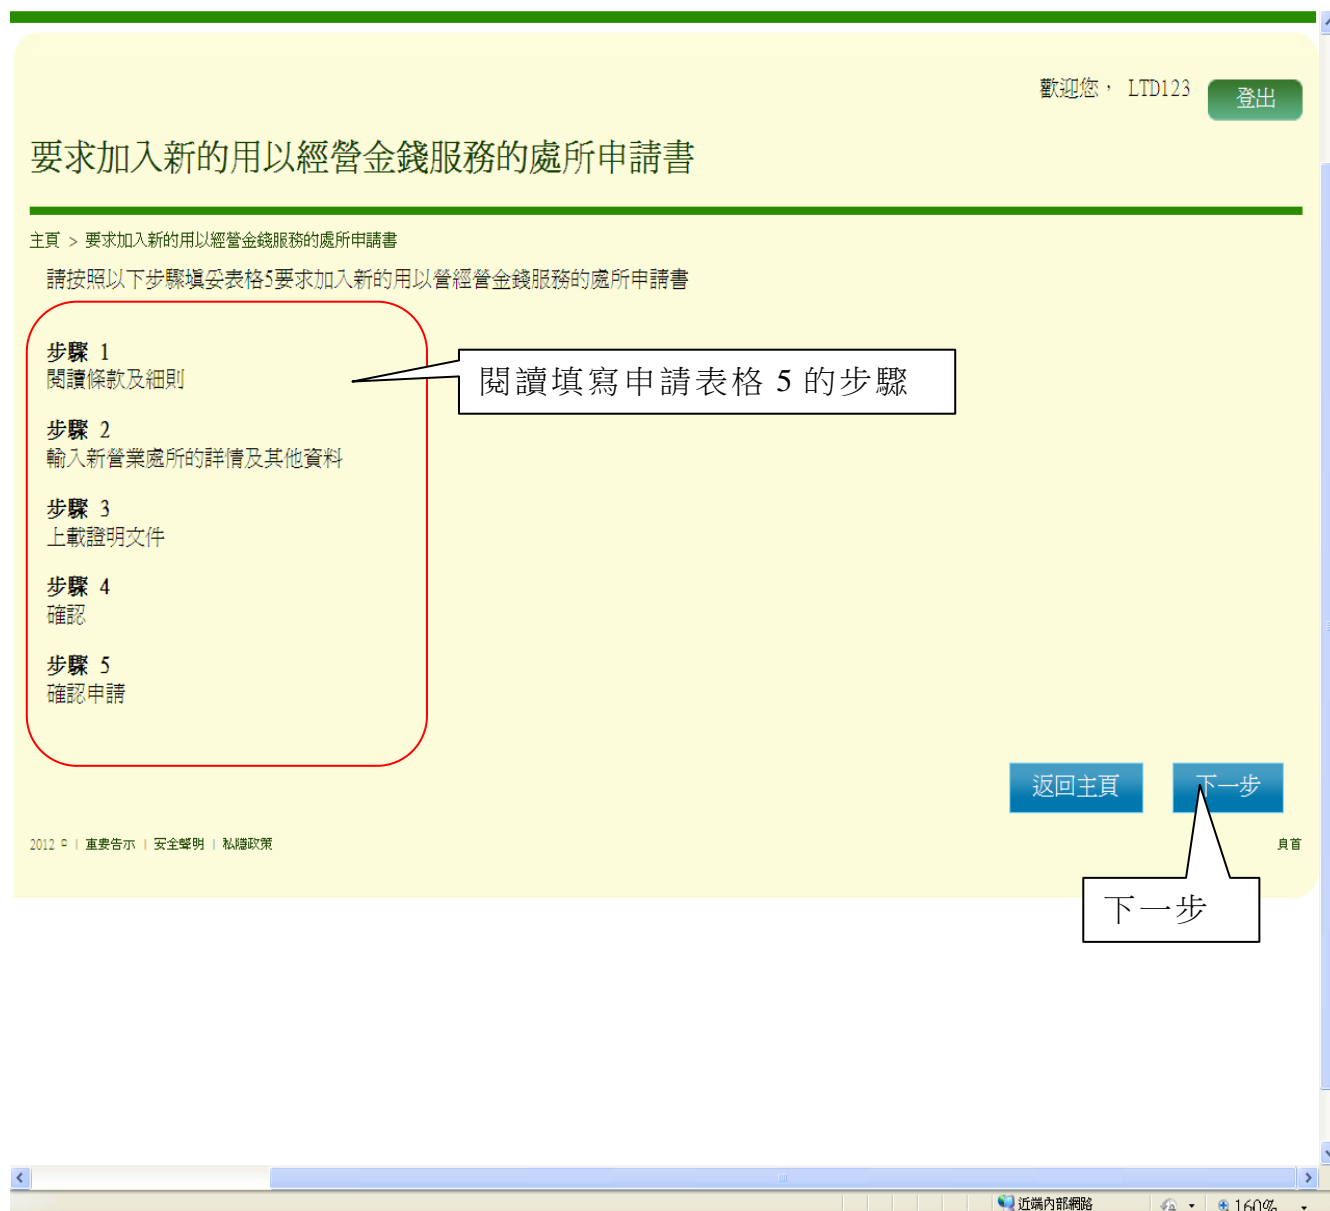 歡迎您， LTD123 登出
要求加入新的用以經營金錢服務的處所申請書
主頁 > 要求加入新的用以經營金錢服務的處所申請書
請按照以下步驟塡妥表格5要求加入新的用以營經營金錢服務的處所申請書
步驟 1
閱讀條款及細則
閱讀填寫申請表格 5 的步驟
步驟 2
輸入新營業處所的詳情及其他資料
步驟 3
上載證明文件
步驟 4
確認
步驟 5
確認申請
返回主頁 下一步
2012 © | 重要告示 | 安全聲明 | 私隱政策 頁首
下一步
近端內部網路 160%